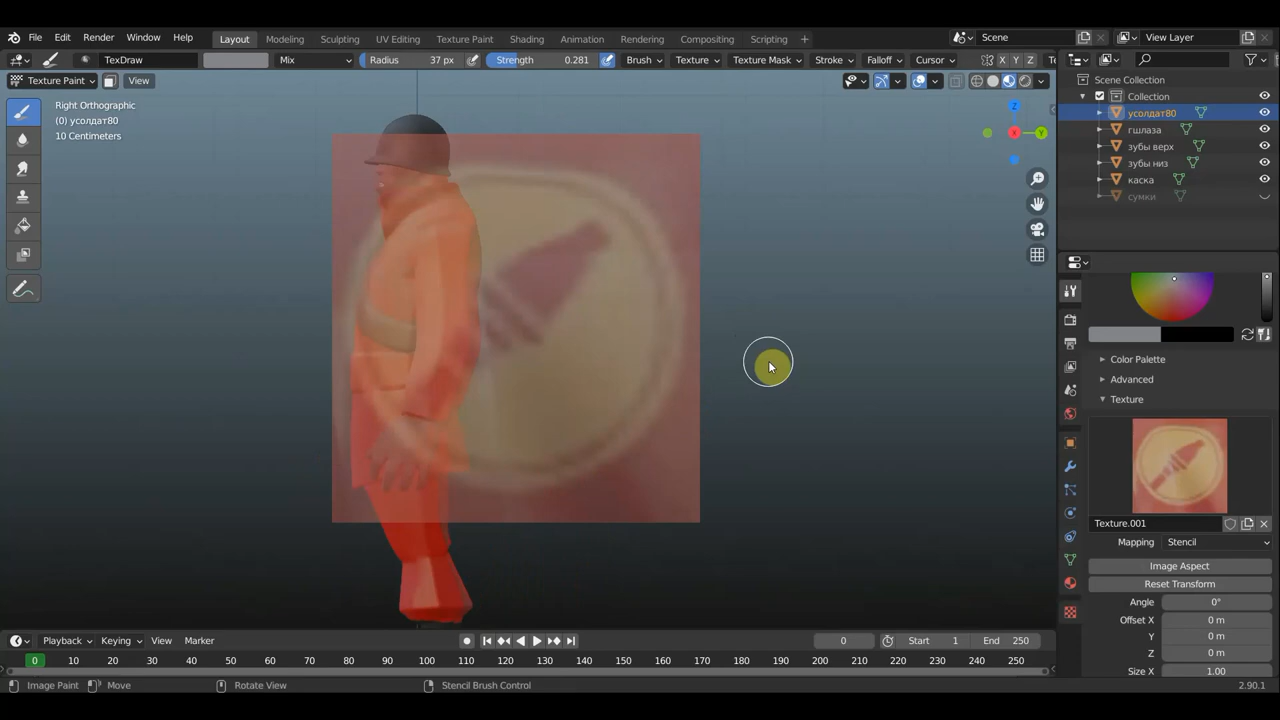 File Edit Render Window Help Layout Modeling Sculpting UV Editing Texture Paint Shading Animation Rendering Compositing Scripting + Scene View Layer
TexDraw Mix Radius 37 px Strength 0.281 Brush Texture Texture Mask Stroke Falloff Cursor X Y Z
Texture Paint View
Right Orthographic
(0) усолдат80
10 Centimeters
Z
X Y
Scene Collection
Collection
усолдат80
гшлаза
зубы верх
зубы низ
каска
сумки
Color Palette
Advanced
Texture
Texture.001
Mapping Stencil
Image Aspect
Reset Transform
Angle 0°
Offset X 0 m
Y 0 m
Z 0 m
Size X 1.00
Playback Keying View Marker 0 Start 1 End 250
0 10 20 30 40 50 60 70 80 90 100 110 120 130 140 150 160 170 180 190 200 210 220 230 240 250
Image Paint Move Rotate View Stencil Brush Control 2.90.1